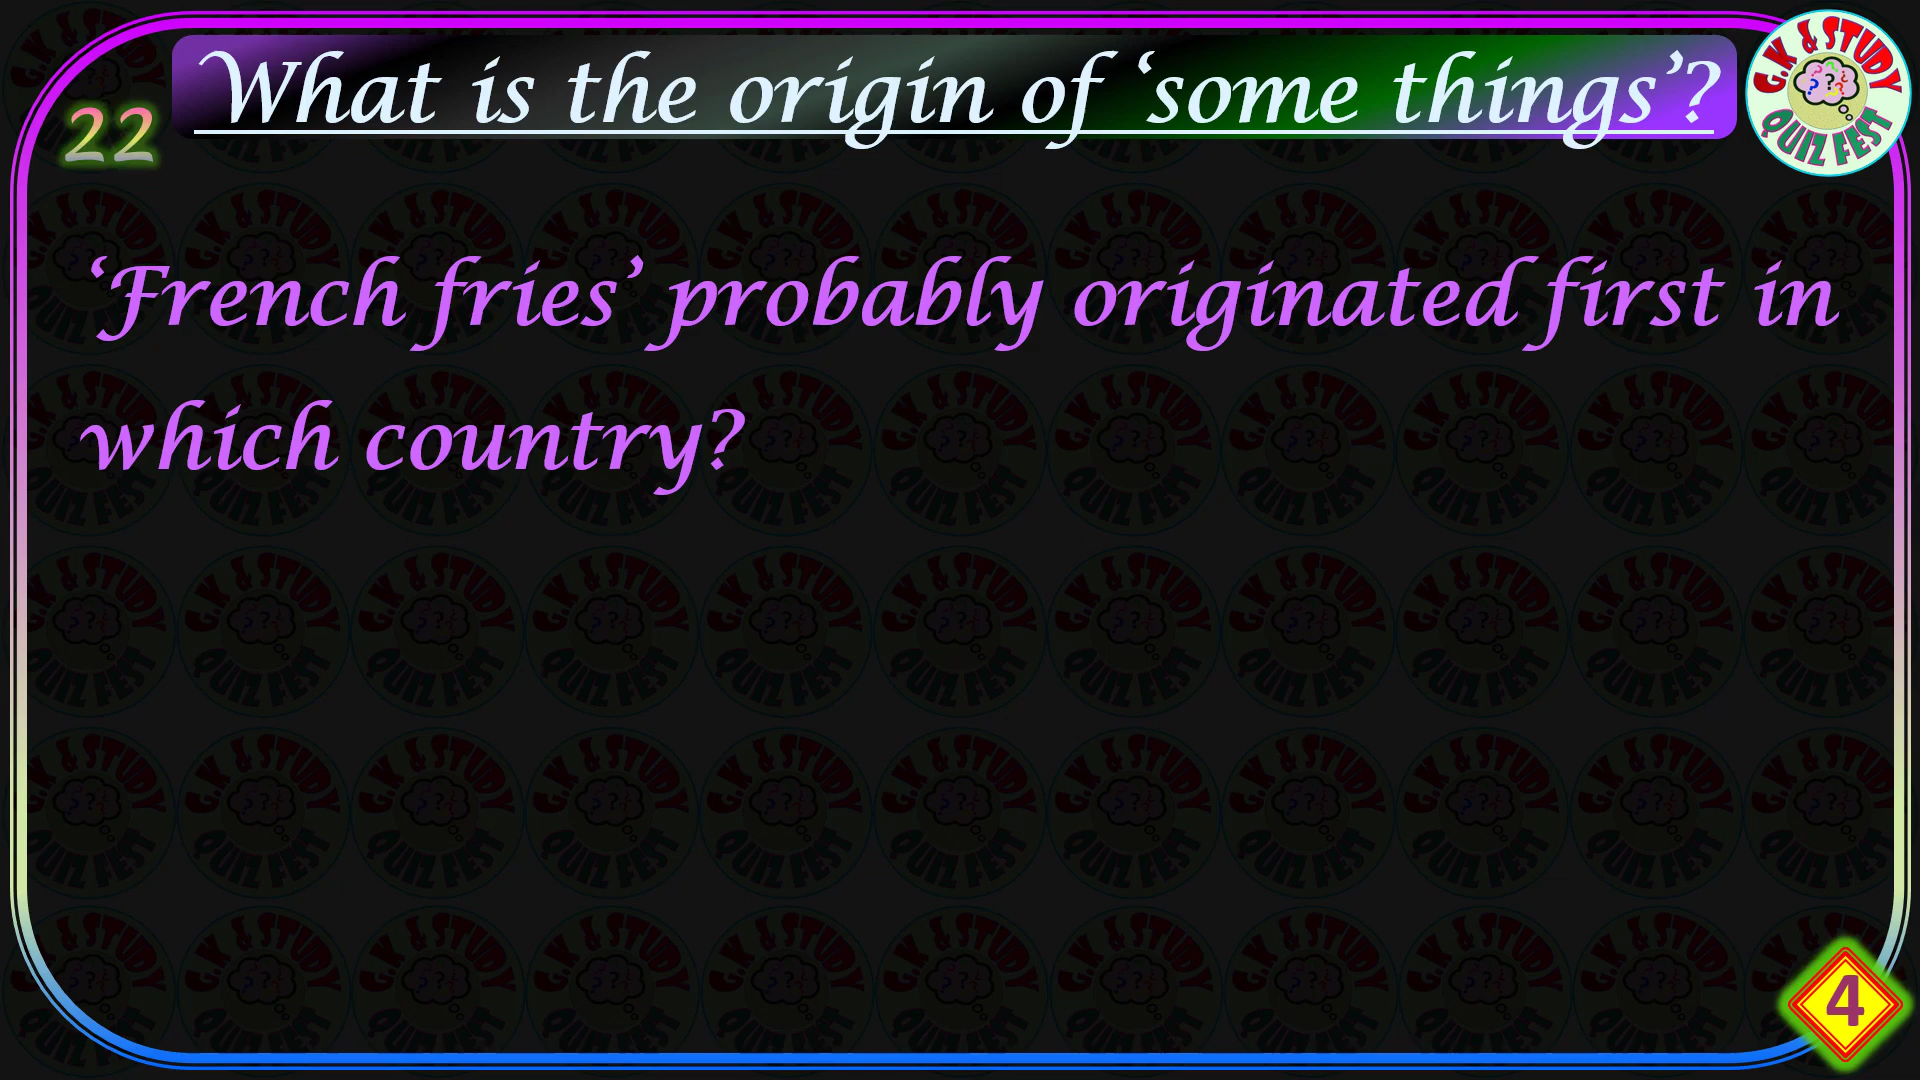 What is the origin of ‘some things’?
G.K & STUDY
QUIZ FEST
22
‘French fries’ probably originated first in
which country?
4